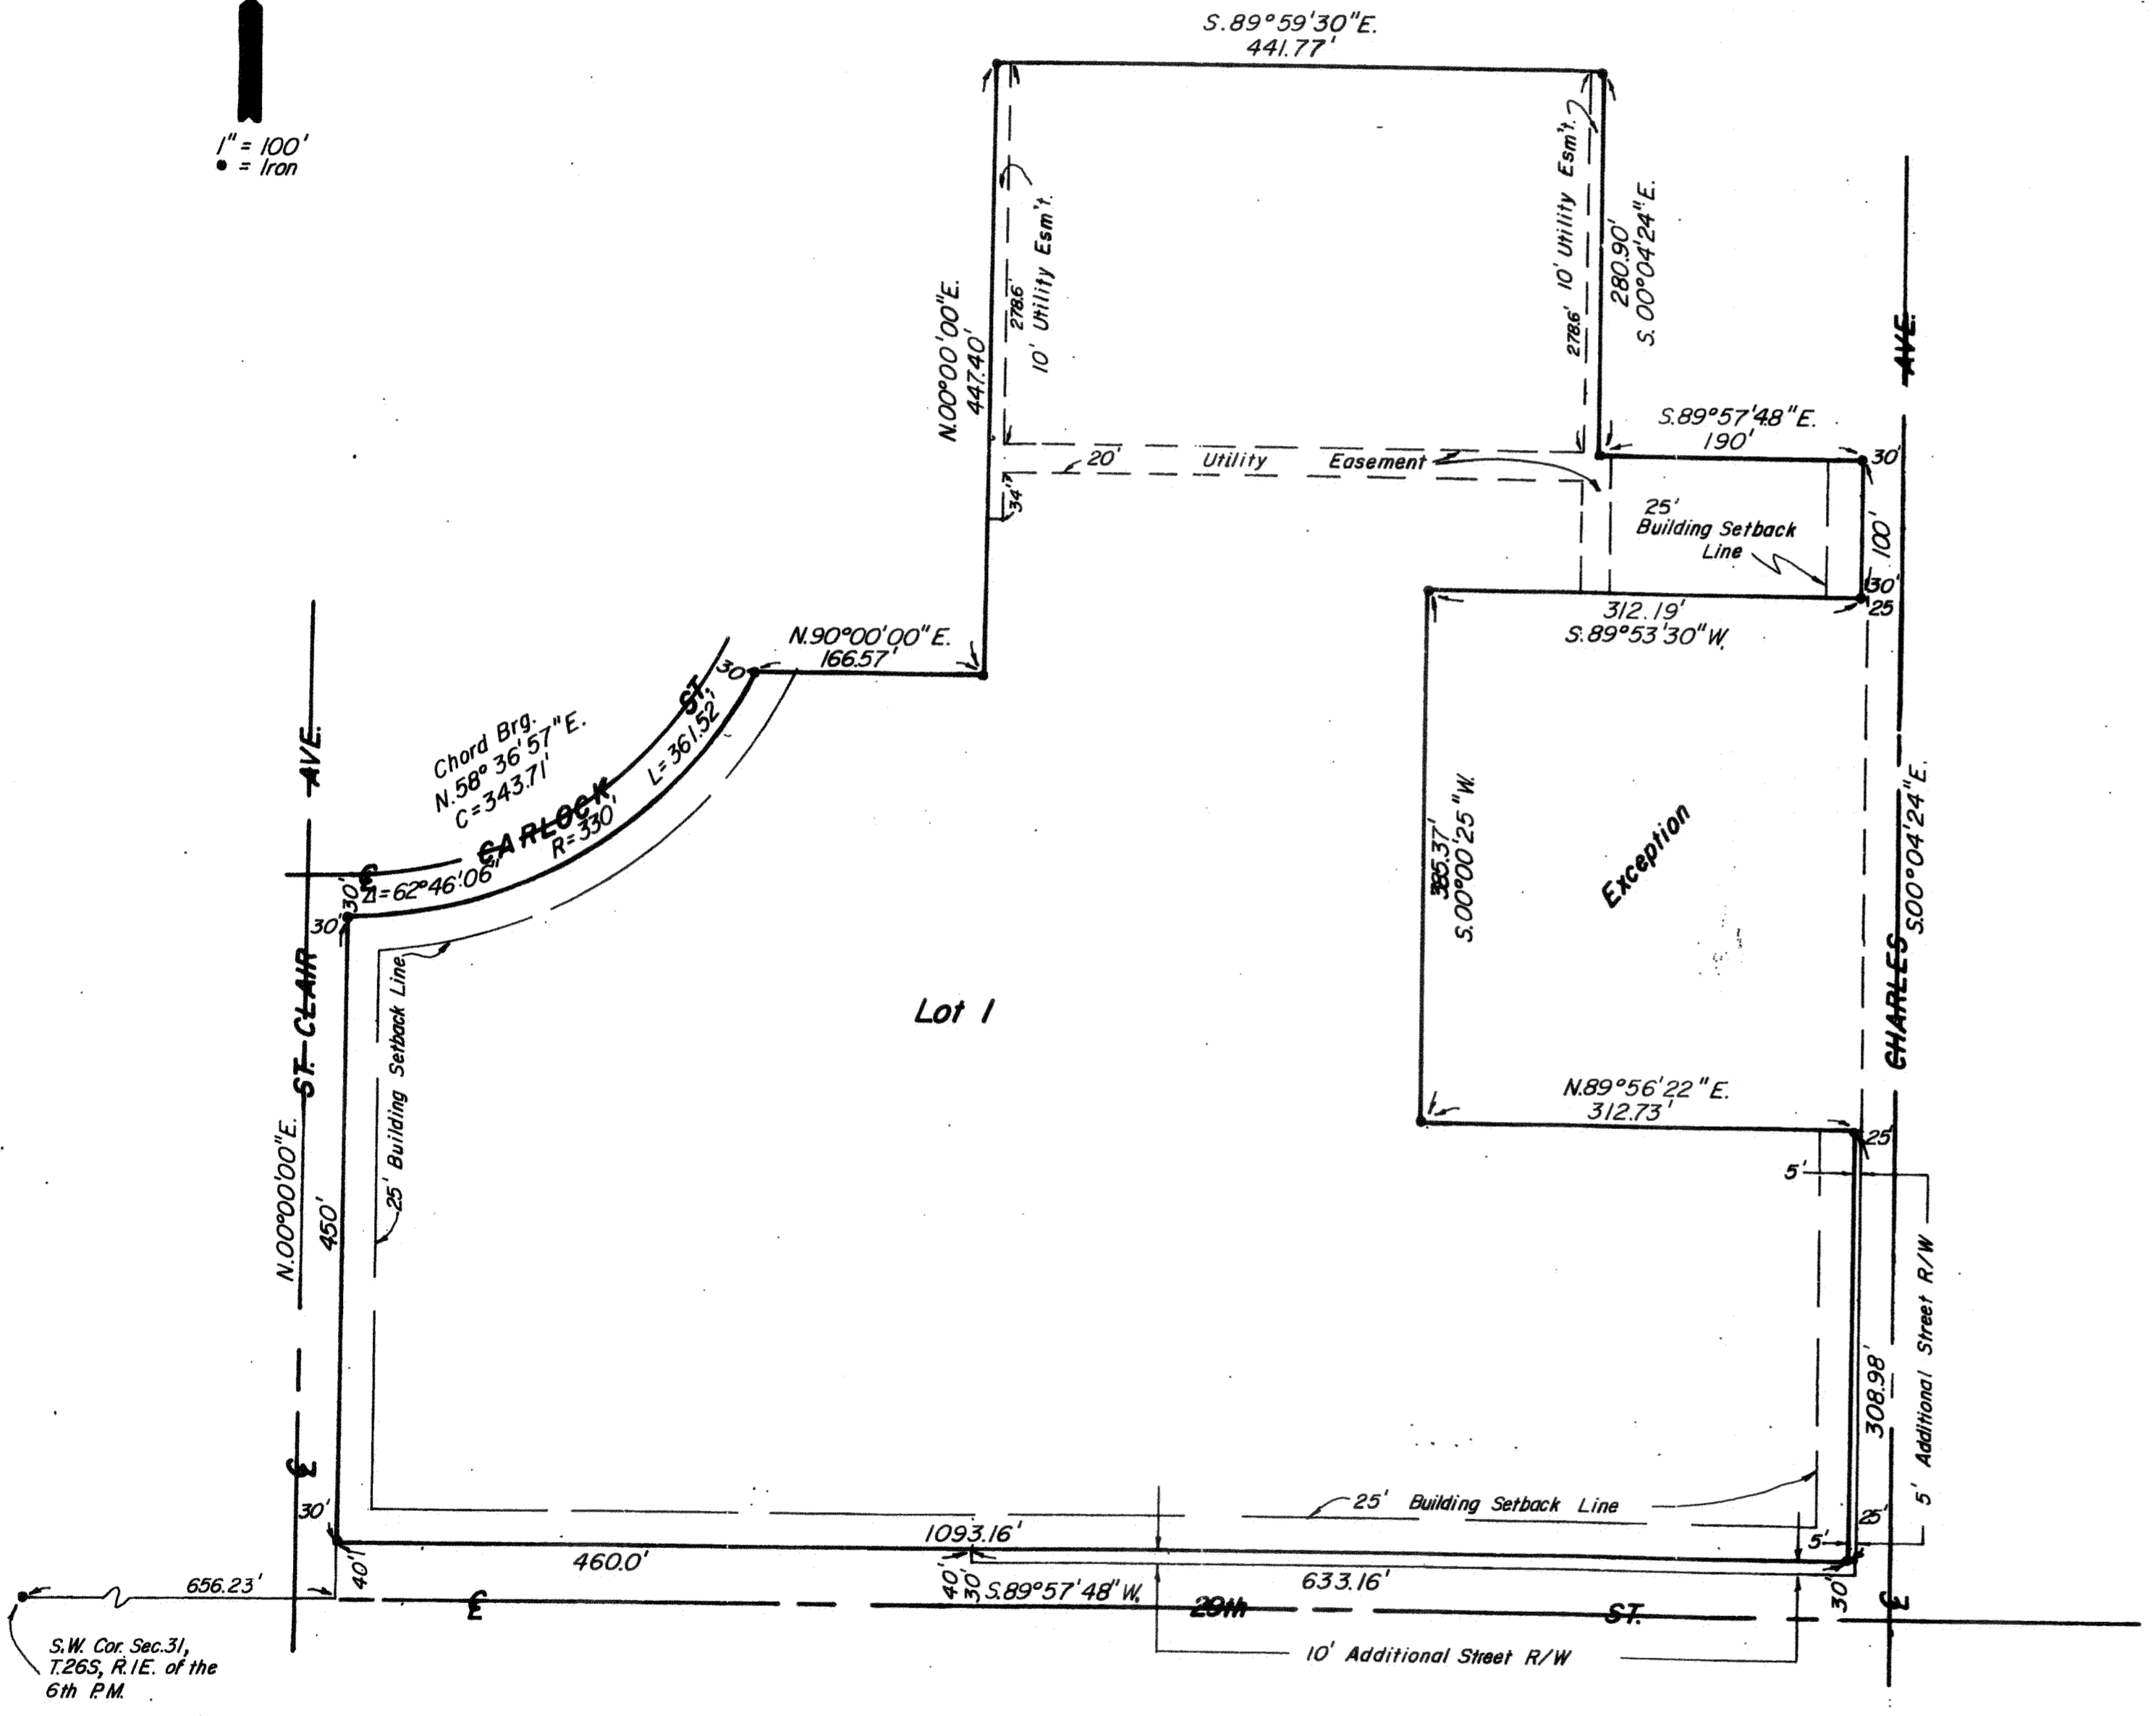 S.89°59'30"E.
441.77'
1" = 100'
● = Iron
10' Utility Esm't.
278.6'
N.00°00'00"E.
447.40'
10' Utility Esm't.
278.6'
280.90'
S.00°04'24"E.
AVE.
S.89°57'48"E.
190'
30'
20' Utility Easement
34'
25'
Building Setback
Line
100'
30'
25
312.19'
S.89°53'30"W.
N.90°00'00"E.
166.57'
30'
ST.
L=361.52'
Chord Brg.
N.58°36'57"E.
C=343.71'
CARLOCK
R=330'
Δ=62°46'06"
℄
30'
30'
AVE.
ST. CLAIR
N.00°00'00"E.
450'
25' Building Setback Line
Lot 1
385.37'
S.00°00'25"W.
Exception
S.00°04'24"E.
CHARLES
N.89°56'22"E.
312.73'
25'
5'
5' Additional Street R/W
308.98'
℄
30'
25' Building Setback Line
25'
5'
1093.16'
460.0'
40'
656.23'
40'
30'
S.89°57'48"W.
633.16'
30'
℄
29th
ST.
℄
10' Additional Street R/W
S.W. Cor. Sec.31,
T.26S, R.1E. of the
6th P.M.